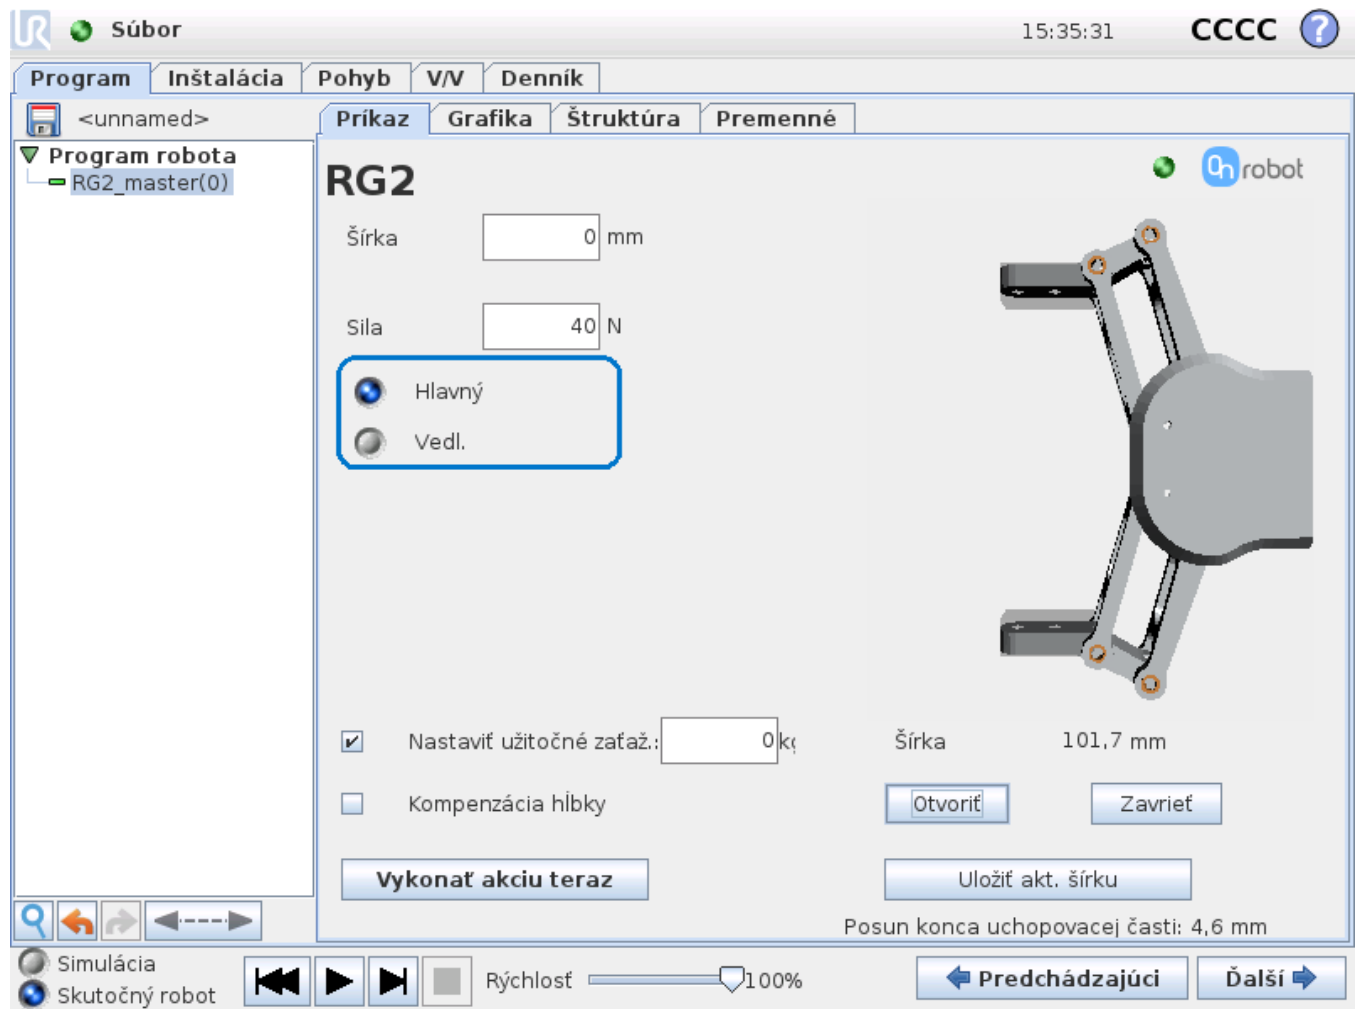 Súbor 15:35:31 CCCC ?
Program Inštalácia Pohyb V/V Denník
<unnamed> Príkaz Grafika Štruktúra Premenné
Program robota
RG2_master(0)
RG2
On robot
Šírka 0 mm
Sila 40 N
Hlavný
Vedl.
Nastaviť užitočné zaťaž.: 0 kg Šírka 101,7 mm
Kompenzácia hĺbky Otvoriť Zavrieť
Vykonať akciu teraz Uložiť akt. šírku
Posun konca uchopovacej časti: 4,6 mm
Simulácia
Skutočný robot Rýchlosť 100% Predchádzajúci Ďalší